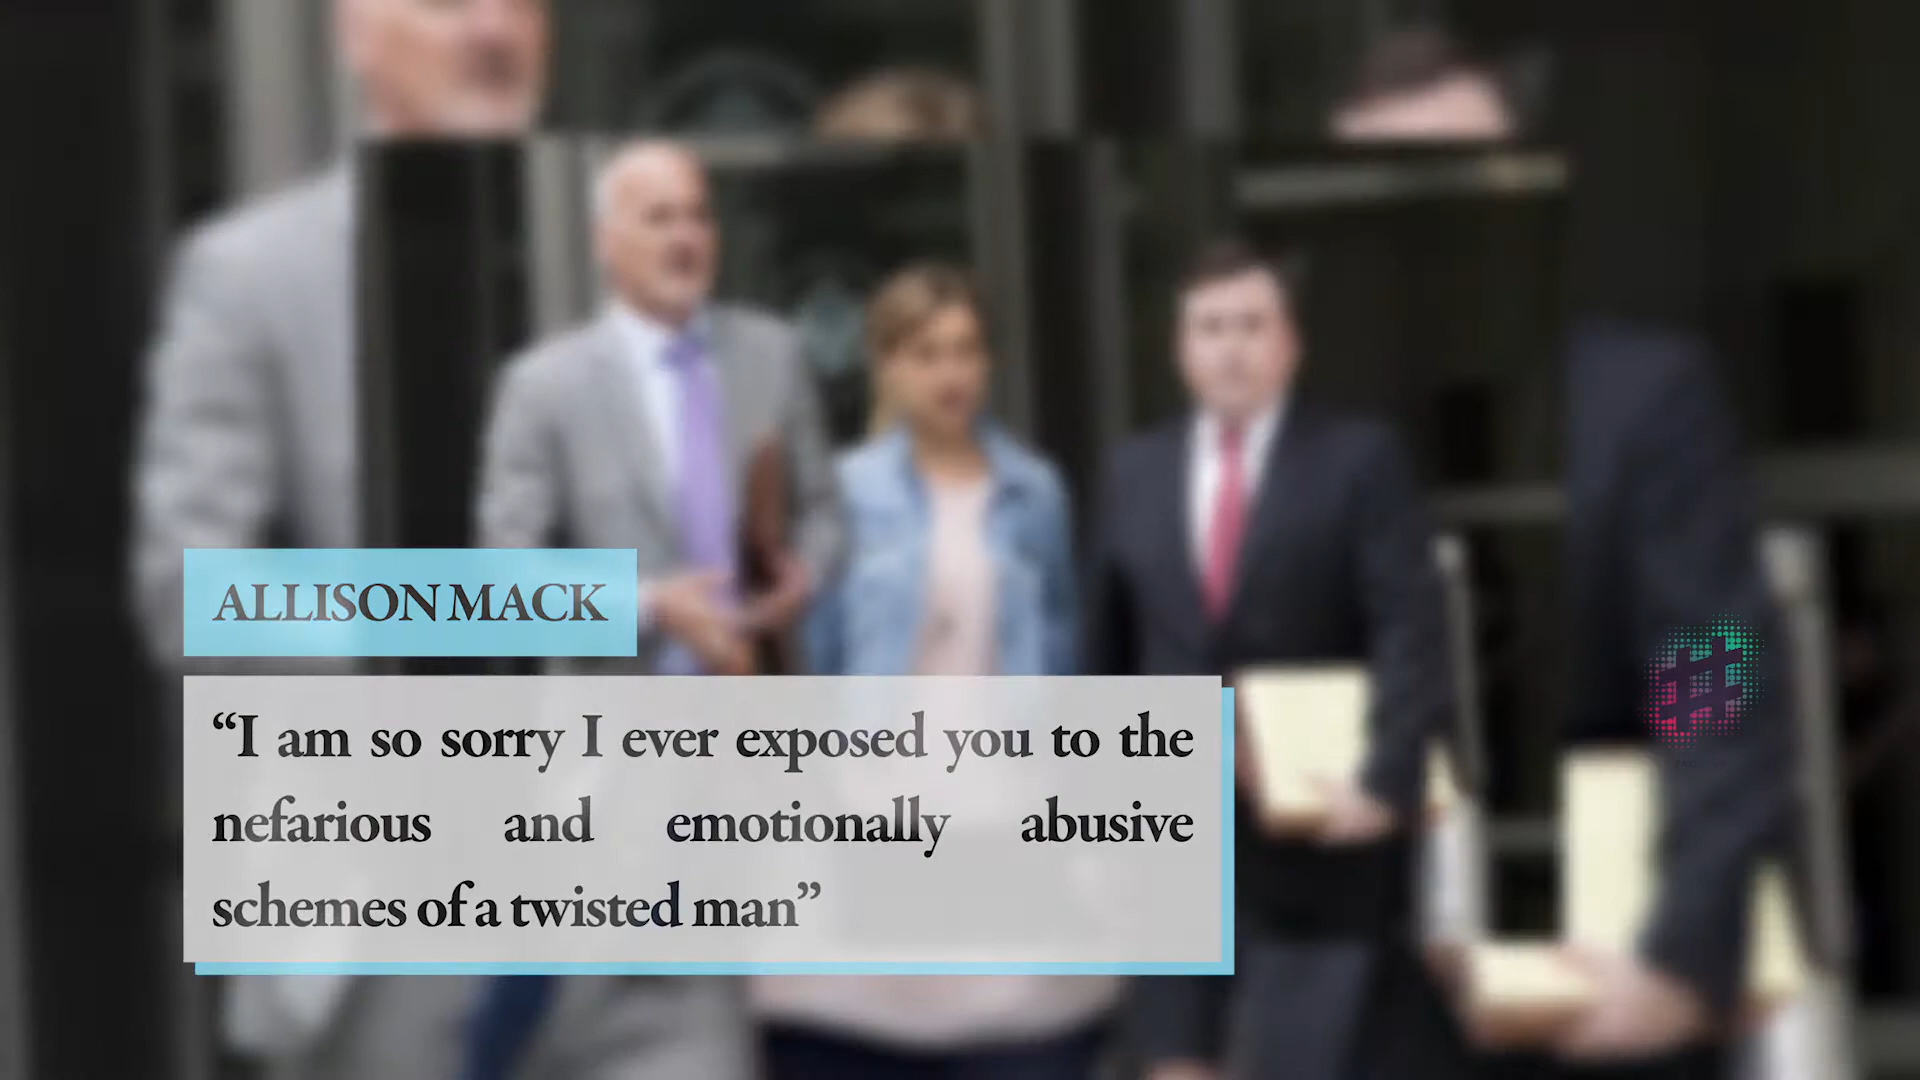 ALLISON MACK
“I am so sorry I ever exposed you to the
nefarious and emotionally abusive
schemes of a twisted man”